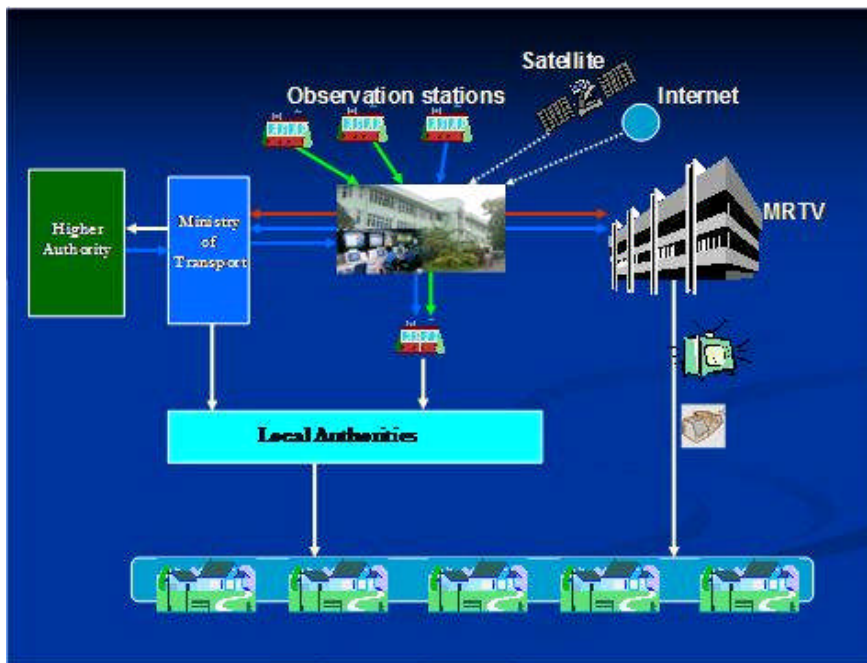 Satellite
Observation stations
Internet
MRTV
Higher
Authority
Ministry
of
Transport
Local Authorities